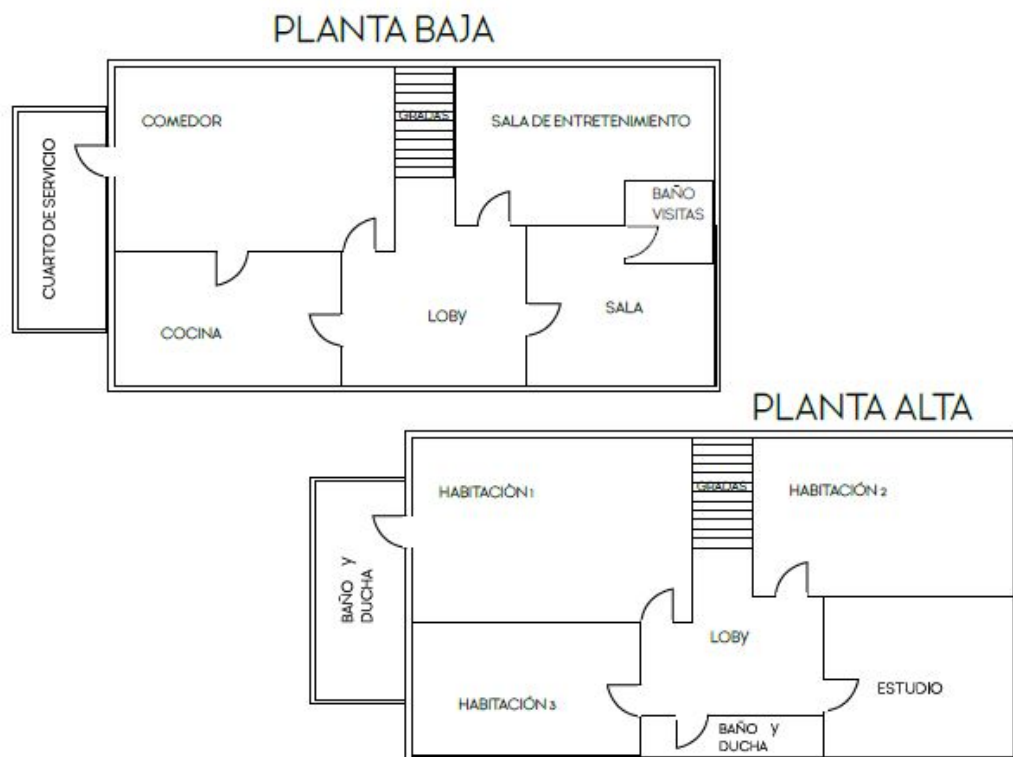 PLANTA BAJA
COMEDOR
GRADAS
SALA DE ENTRETENIMIENTO
CUARTO DE SERVICIO
BAÑO
VISITAS
COCINA
LOBY
SALA
PLANTA ALTA
HABITACIÒN 1
GRADAS
HABITACIÓN 2
BAÑO Y
DUCHA
LOBY
HABITACIÓN 3
ESTUDIO
BAÑO Y
DUCHA